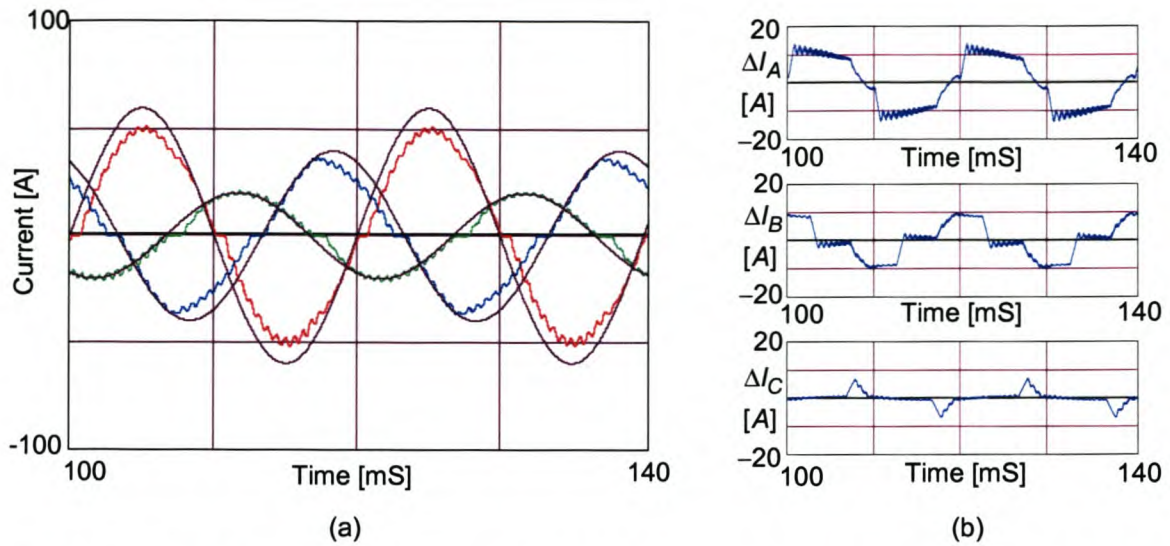 100
Current [A]
-100
100
Time [mS]
140
(a)
20
ΔI_A
[A]
–20
100
Time [mS]
140
20
ΔI_B
[A]
–20
100
Time [mS]
140
20
ΔI_C
[A]
–20
100
Time [mS]
140
(b)